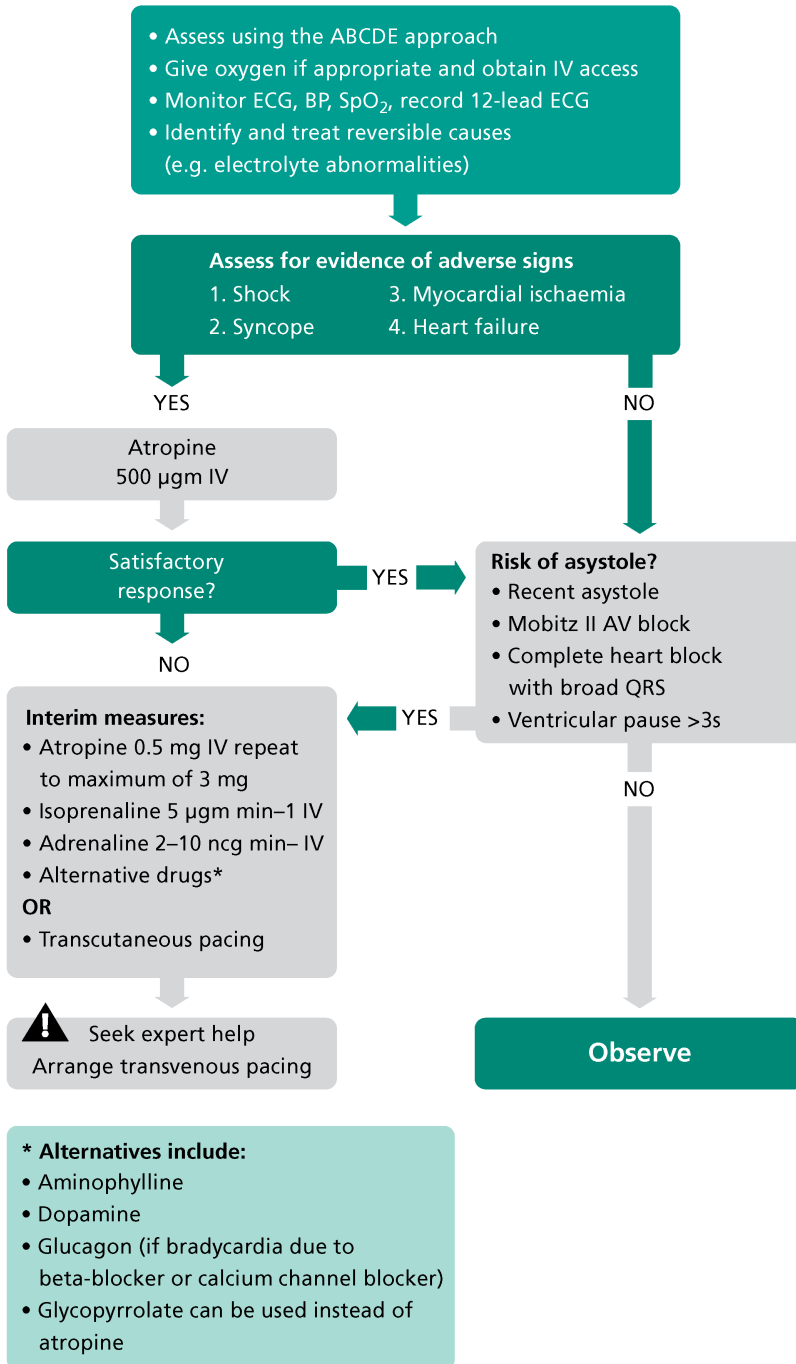 • Assess using the ABCDE approach
• Give oxygen if appropriate and obtain IV access
• Monitor ECG, BP, SpO₂, record 12-lead ECG
• Identify and treat reversible causes
(e.g. electrolyte abnormalities)
Assess for evidence of adverse signs
1. Shock
2. Syncope
3. Myocardial ischaemia
4. Heart failure
YES
NO
Atropine
500 µgm IV
Satisfactory
response?
YES
NO
Risk of asystole?
• Recent asystole
• Mobitz II AV block
• Complete heart block
with broad QRS
• Ventricular pause >3s
YES
NO
Interim measures:
• Atropine 0.5 mg IV repeat
to maximum of 3 mg
• Isoprenaline 5 µgm min–1 IV
• Adrenaline 2–10 ncg min– IV
• Alternative drugs*
OR
• Transcutaneous pacing
!
Seek expert help
Arrange transvenous pacing
Observe
* Alternatives include:
• Aminophylline
• Dopamine
• Glucagon (if bradycardia due to
beta-blocker or calcium channel blocker)
• Glycopyrrolate can be used instead of
atropine